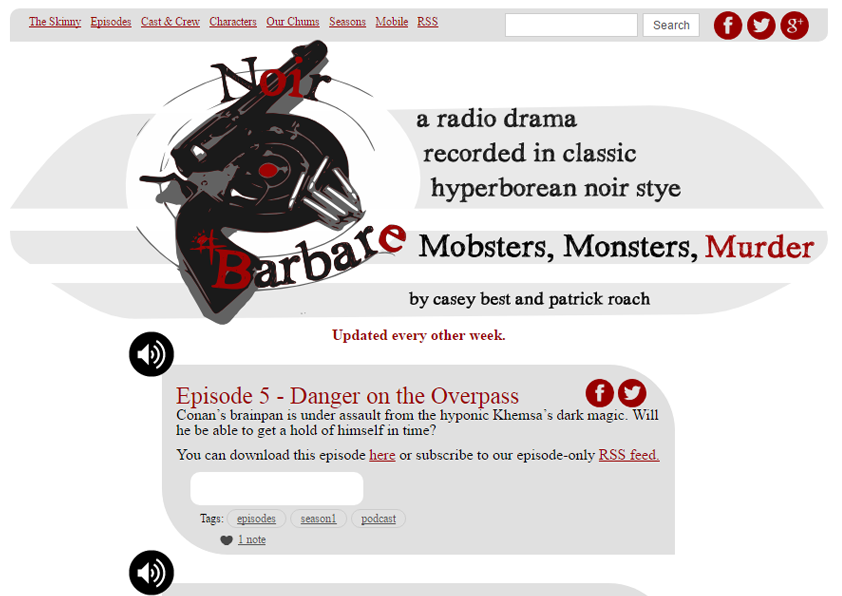 The Skinny Episodes Cast & Crew Characters Our Chums Seasons Mobile RSS Search
Noir
a radio drama
recorded in classic
hyperborean noir stye
Barbare
Mobsters, Monsters, Murder
by casey best and patrick roach
Updated every other week.
Episode 5 - Danger on the Overpass
Conan's brainpan is under assault from the hyponic Khemsa's dark magic. Will
he be able to get a hold of himself in time?
You can download this episode here or subscribe to our episode-only RSS feed.
Tags: episodes season1 podcast
1 note